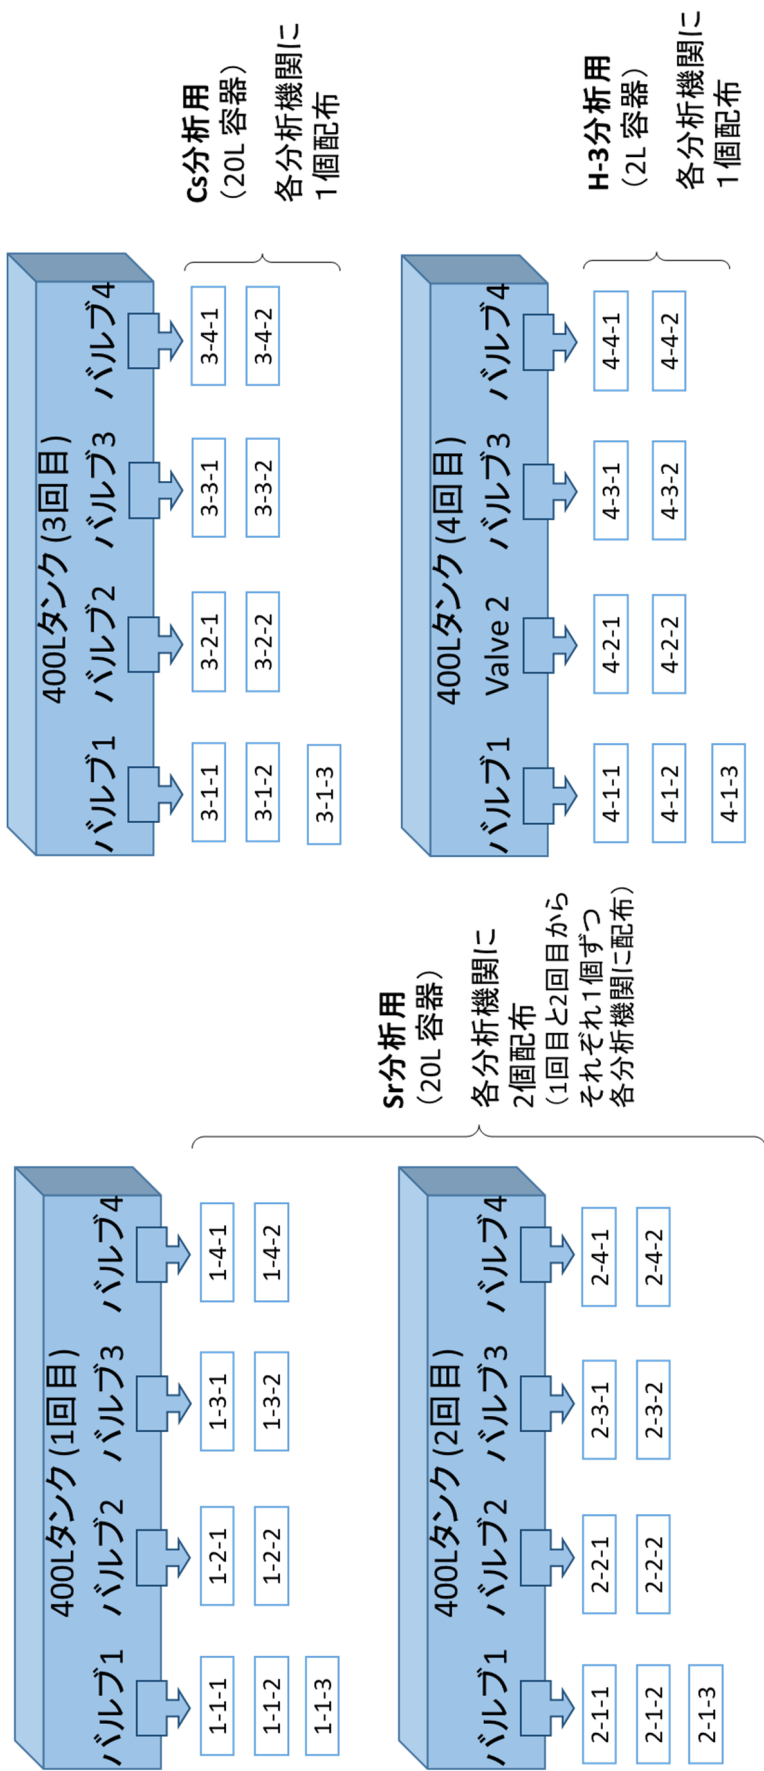 400Lタンク (1回目)
バルブ1 バルブ2 バルブ3 バルブ4
1-1-1 1-2-1 1-3-1 1-4-1
1-1-2 1-2-2 1-3-2 1-4-2
1-1-3
400Lタンク (2回目)
バルブ1 バルブ2 バルブ3 バルブ4
2-1-1 2-2-1 2-3-1 2-4-1
2-1-2 2-2-2 2-3-2 2-4-2
2-1-3
Sr分析用
（20L 容器）
各分析機関に
2個配布
（1回目と2回目から
それぞれ1個ずつ
各分析機関に配布）
400Lタンク (3回目)
バルブ1 バルブ2 バルブ3 バルブ4
3-1-1 3-2-1 3-3-1 3-4-1
3-1-2 3-2-2 3-3-2 3-4-2
3-1-3
Cs分析用
（20L 容器）
各分析機関に
1個配布
400Lタンク (4回目)
バルブ1 Valve 2 バルブ3 バルブ4
4-1-1 4-2-1 4-3-1 4-4-1
4-1-2 4-2-2 4-3-2 4-4-2
4-1-3
H-3分析用
（2L 容器）
各分析機関に
1個配布